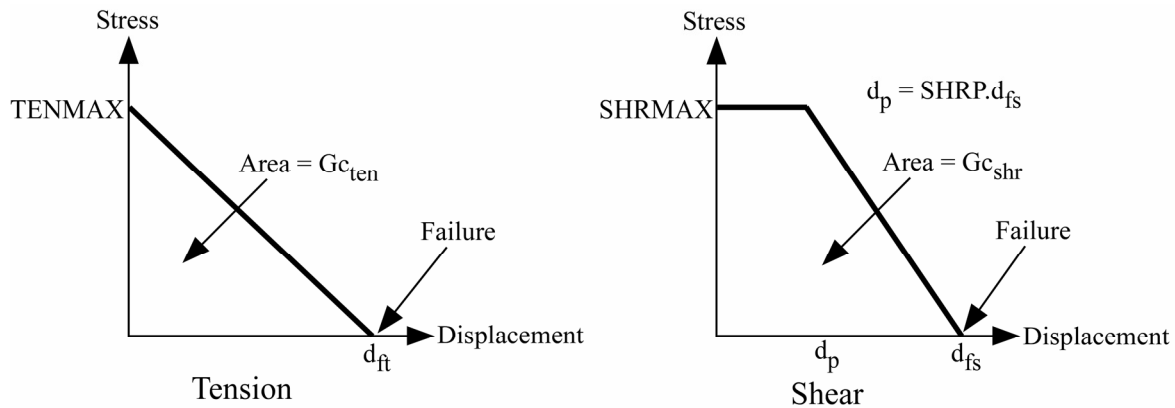 Stress
TENMAX
Area = Gc_ten
Failure
Displacement
d_ft
Tension
Stress
SHRMAX
d_p = SHRP.d_fs
Area = Gc_shr
Failure
Displacement
d_p
d_fs
Shear